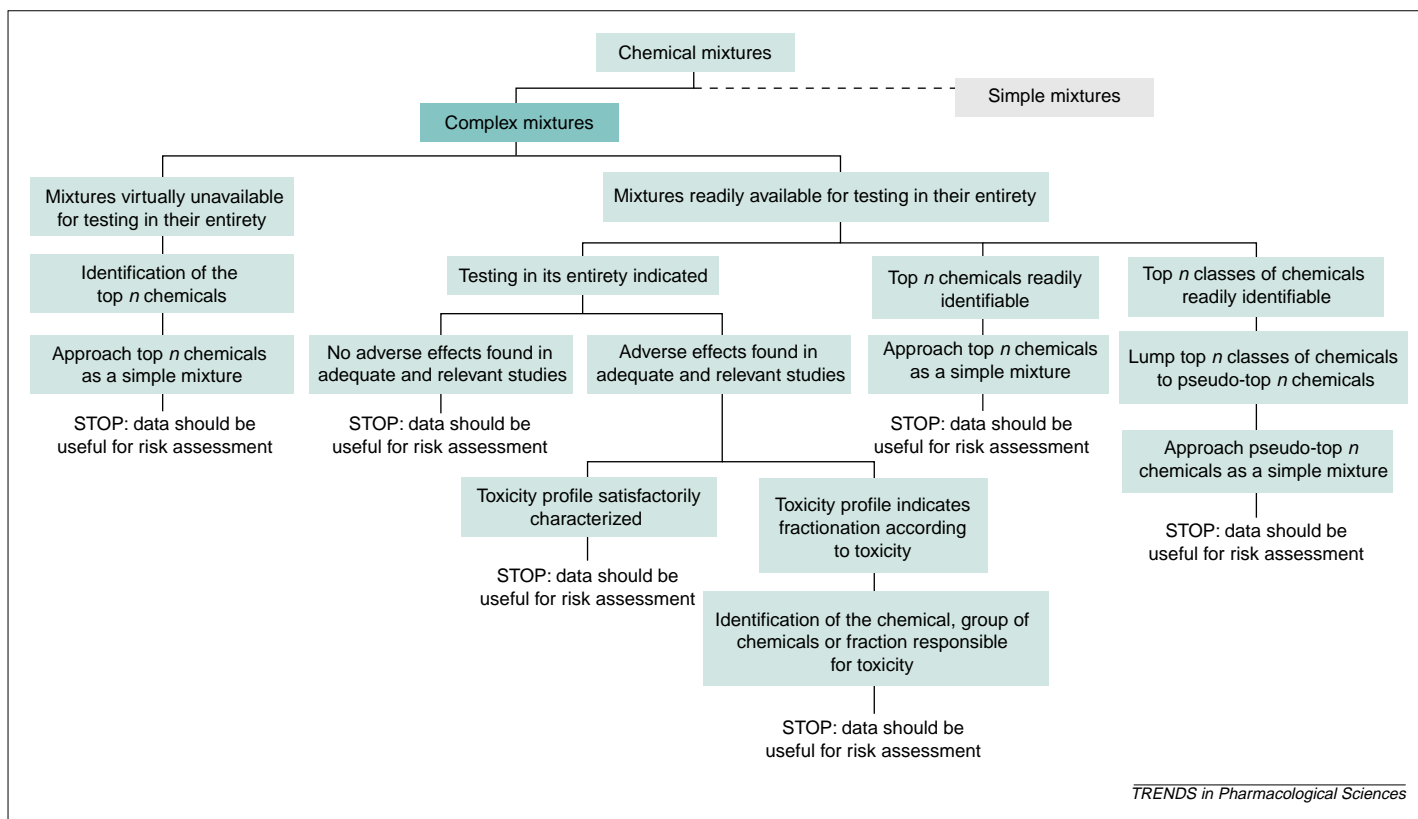 Chemical mixtures
Simple mixtures
Complex mixtures
Mixtures virtually unavailable
for testing in their entirety
Mixtures readily available for testing in their entirety
Identification of the
top n chemicals
Testing in its entirety indicated
Top n chemicals readily
identifiable
Top n classes of chemicals
readily identifiable
Approach top n chemicals
as a simple mixture
No adverse effects found in
adequate and relevant studies
Adverse effects found in
adequate and relevant studies
Approach top n chemicals
as a simple mixture
Lump top n classes of chemicals
to pseudo-top n chemicals
STOP: data should be
useful for risk assessment
STOP: data should be
useful for risk assessment
STOP: data should be
useful for risk assessment
Approach pseudo-top n
chemicals as a simple mixture
Toxicity profile satisfactorily
characterized
Toxicity profile indicates
fractionation according
to toxicity
STOP: data should be
useful for risk assessment
STOP: data should be
useful for risk assessment
Identification of the chemical, group of
chemicals or fraction responsible
for toxicity
STOP: data should be
useful for risk assessment
TRENDS in Pharmacological Sciences